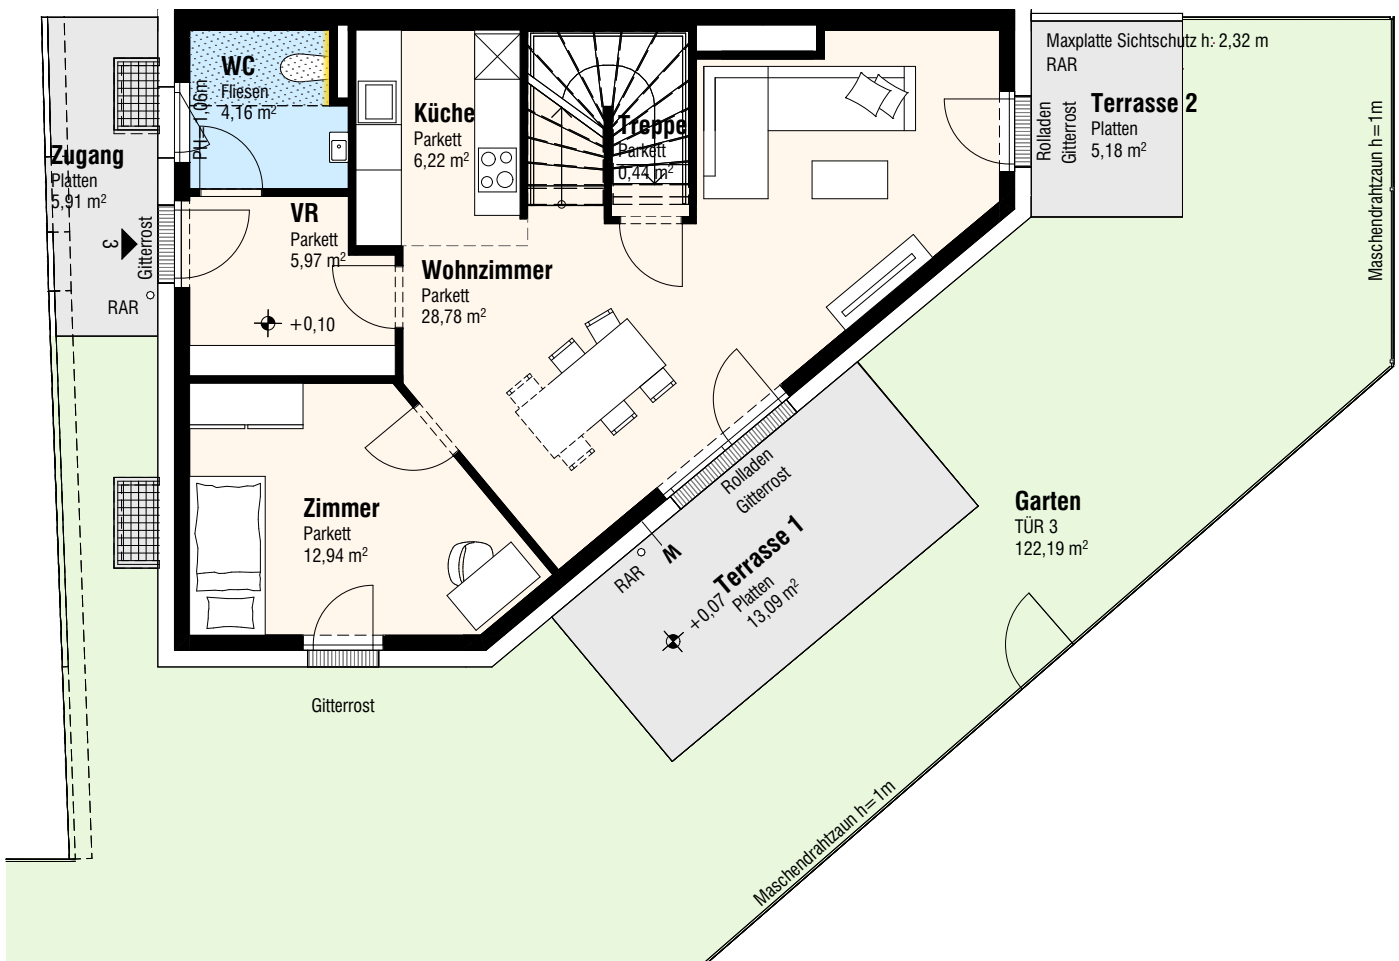 WC
Fliesen
4,16 m²
PH= 1,06m
Zugang
Platten
5,91 m²
3
Gitterrost
RAR
VR
Parkett
5,97 m²
+0,10
Küche
Parkett
6,22 m²
Treppe
Parkett
0,44 m²
Wohnzimmer
Parkett
28,78 m²
Zimmer
Parkett
12,94 m²
Gitterrost
Maxplatte Sichtschutz h: 2,32 m
RAR
Rolladen
Gitterrost
Terrasse 2
Platten
5,18 m²
Maschendrahtzaun h= 1m
Rolladen
Gitterrost
W
RAR
Terrasse 1
Platten
13,09 m²
+0,07
Garten
TÜR 3
122,19 m²
Maschendrahtzaun h= 1m